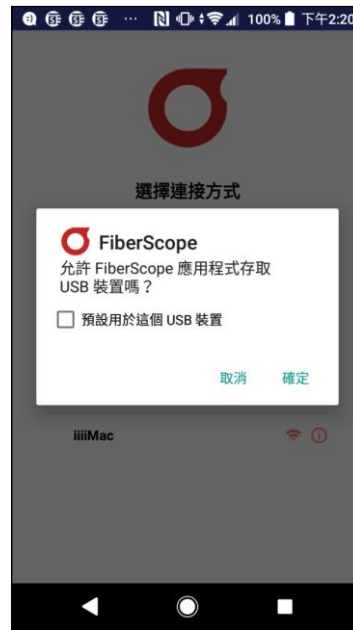 100% 下午2:20
選擇連接方式
FiberScope
允許 FiberScope 應用程式存取
USB 裝置嗎？
預設用於這個 USB 裝置
取消 確定
iiiiMac